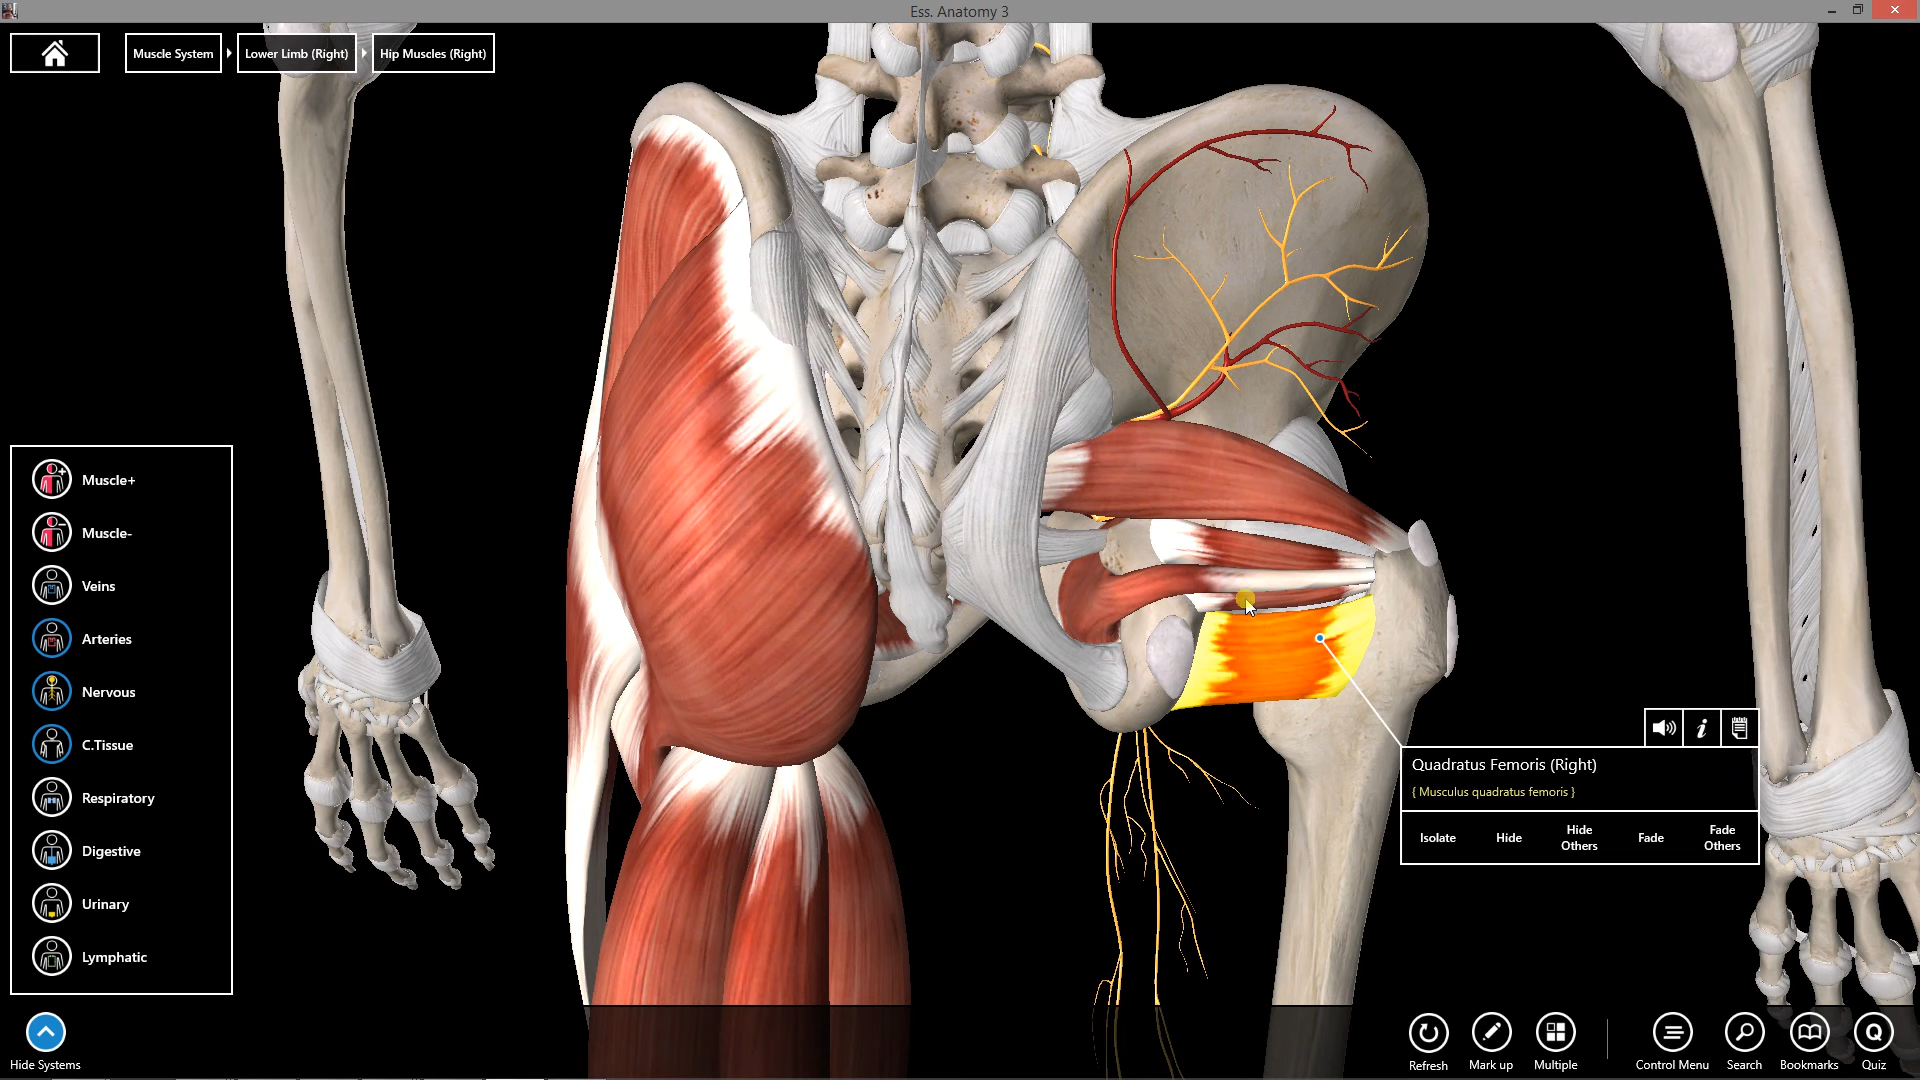 Ess. Anatomy 3
Muscle System
Lower Limb (Right)
Hip Muscles (Right)
Muscle+
Muscle-
Veins
Arteries
Nervous
C.Tissue
Respiratory
Digestive
Urinary
Lymphatic
Hide Systems
i
Quadratus Femoris (Right)
{ Musculus quadratus femoris }
Isolate
Hide
Hide
Others
Fade
Fade
Others
Refresh
Mark up
Multiple
Control Menu
Search
Bookmarks
Q
Quiz